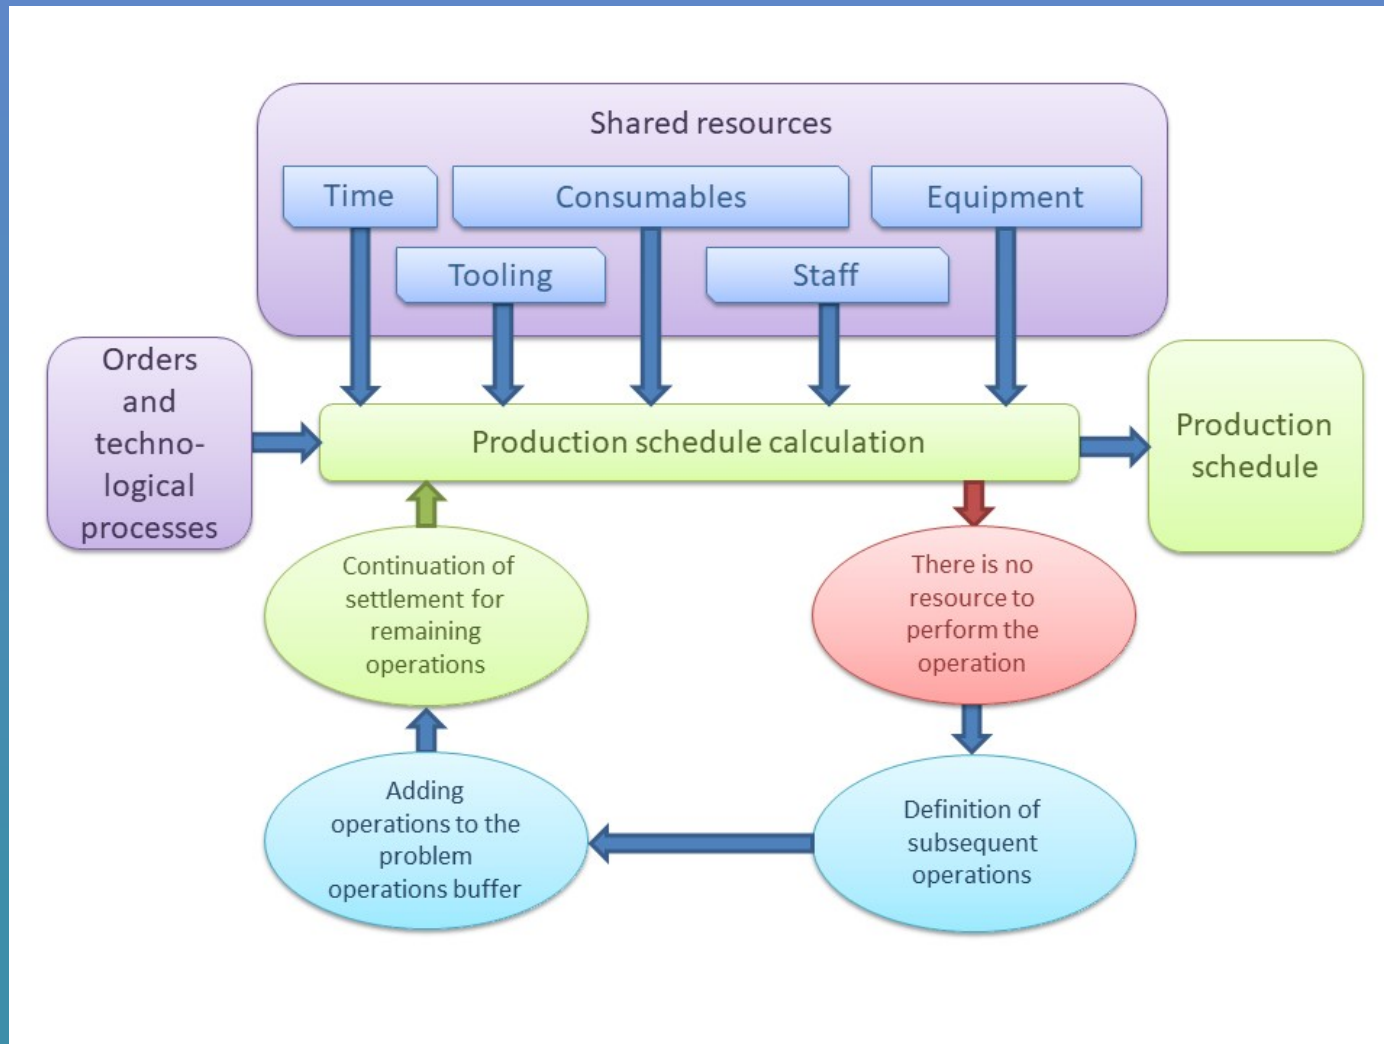 Shared resources
Time
Consumables
Equipment
Tooling
Staff
Orders
and
techno-
logical
processes
Production schedule calculation
Production
schedule
Continuation of
settlement for
remaining
operations
There is no
resource to
perform the
operation
Adding
operations to the
problem
operations buffer
Definition of
subsequent
operations